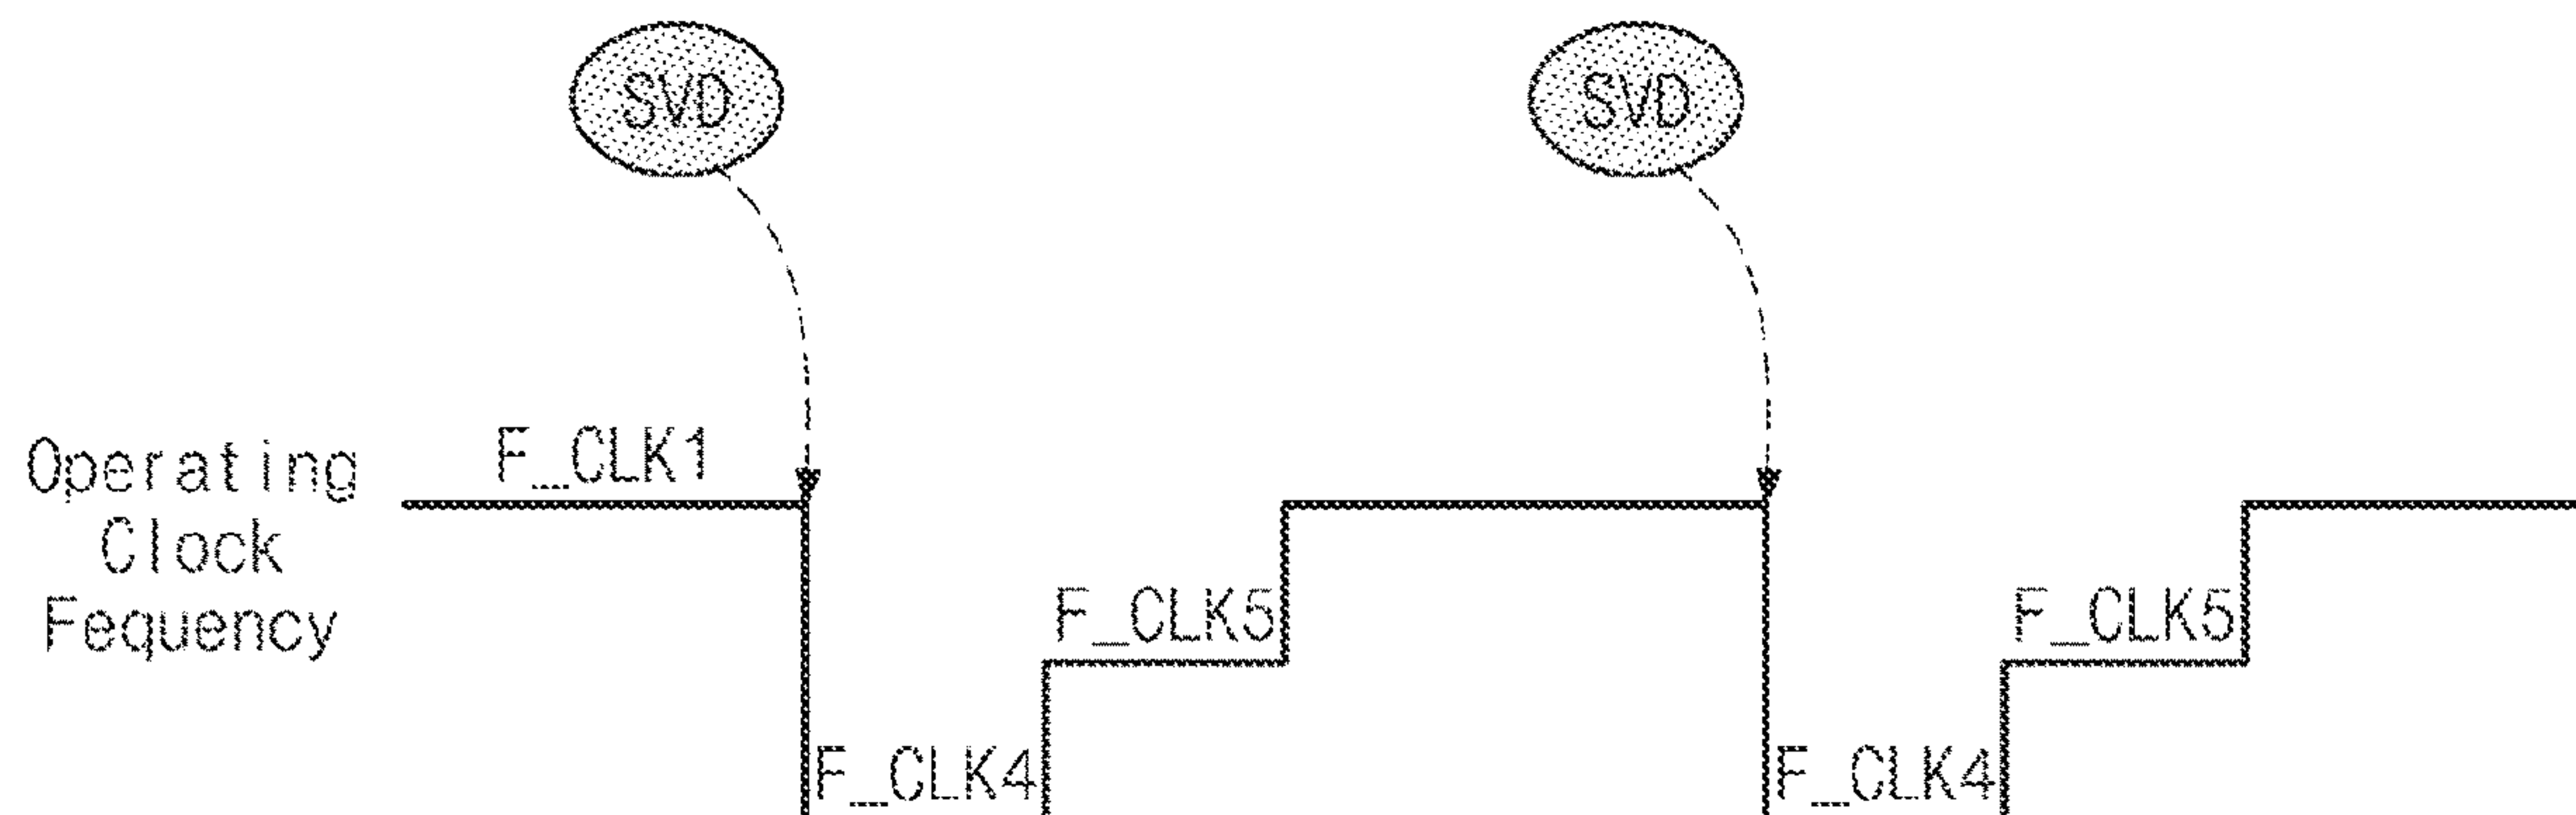 SVD
SVD
F_CLK1
Operating
Clock
Fequency
F_CLK5
F_CLK5
F_CLK4
F_CLK4